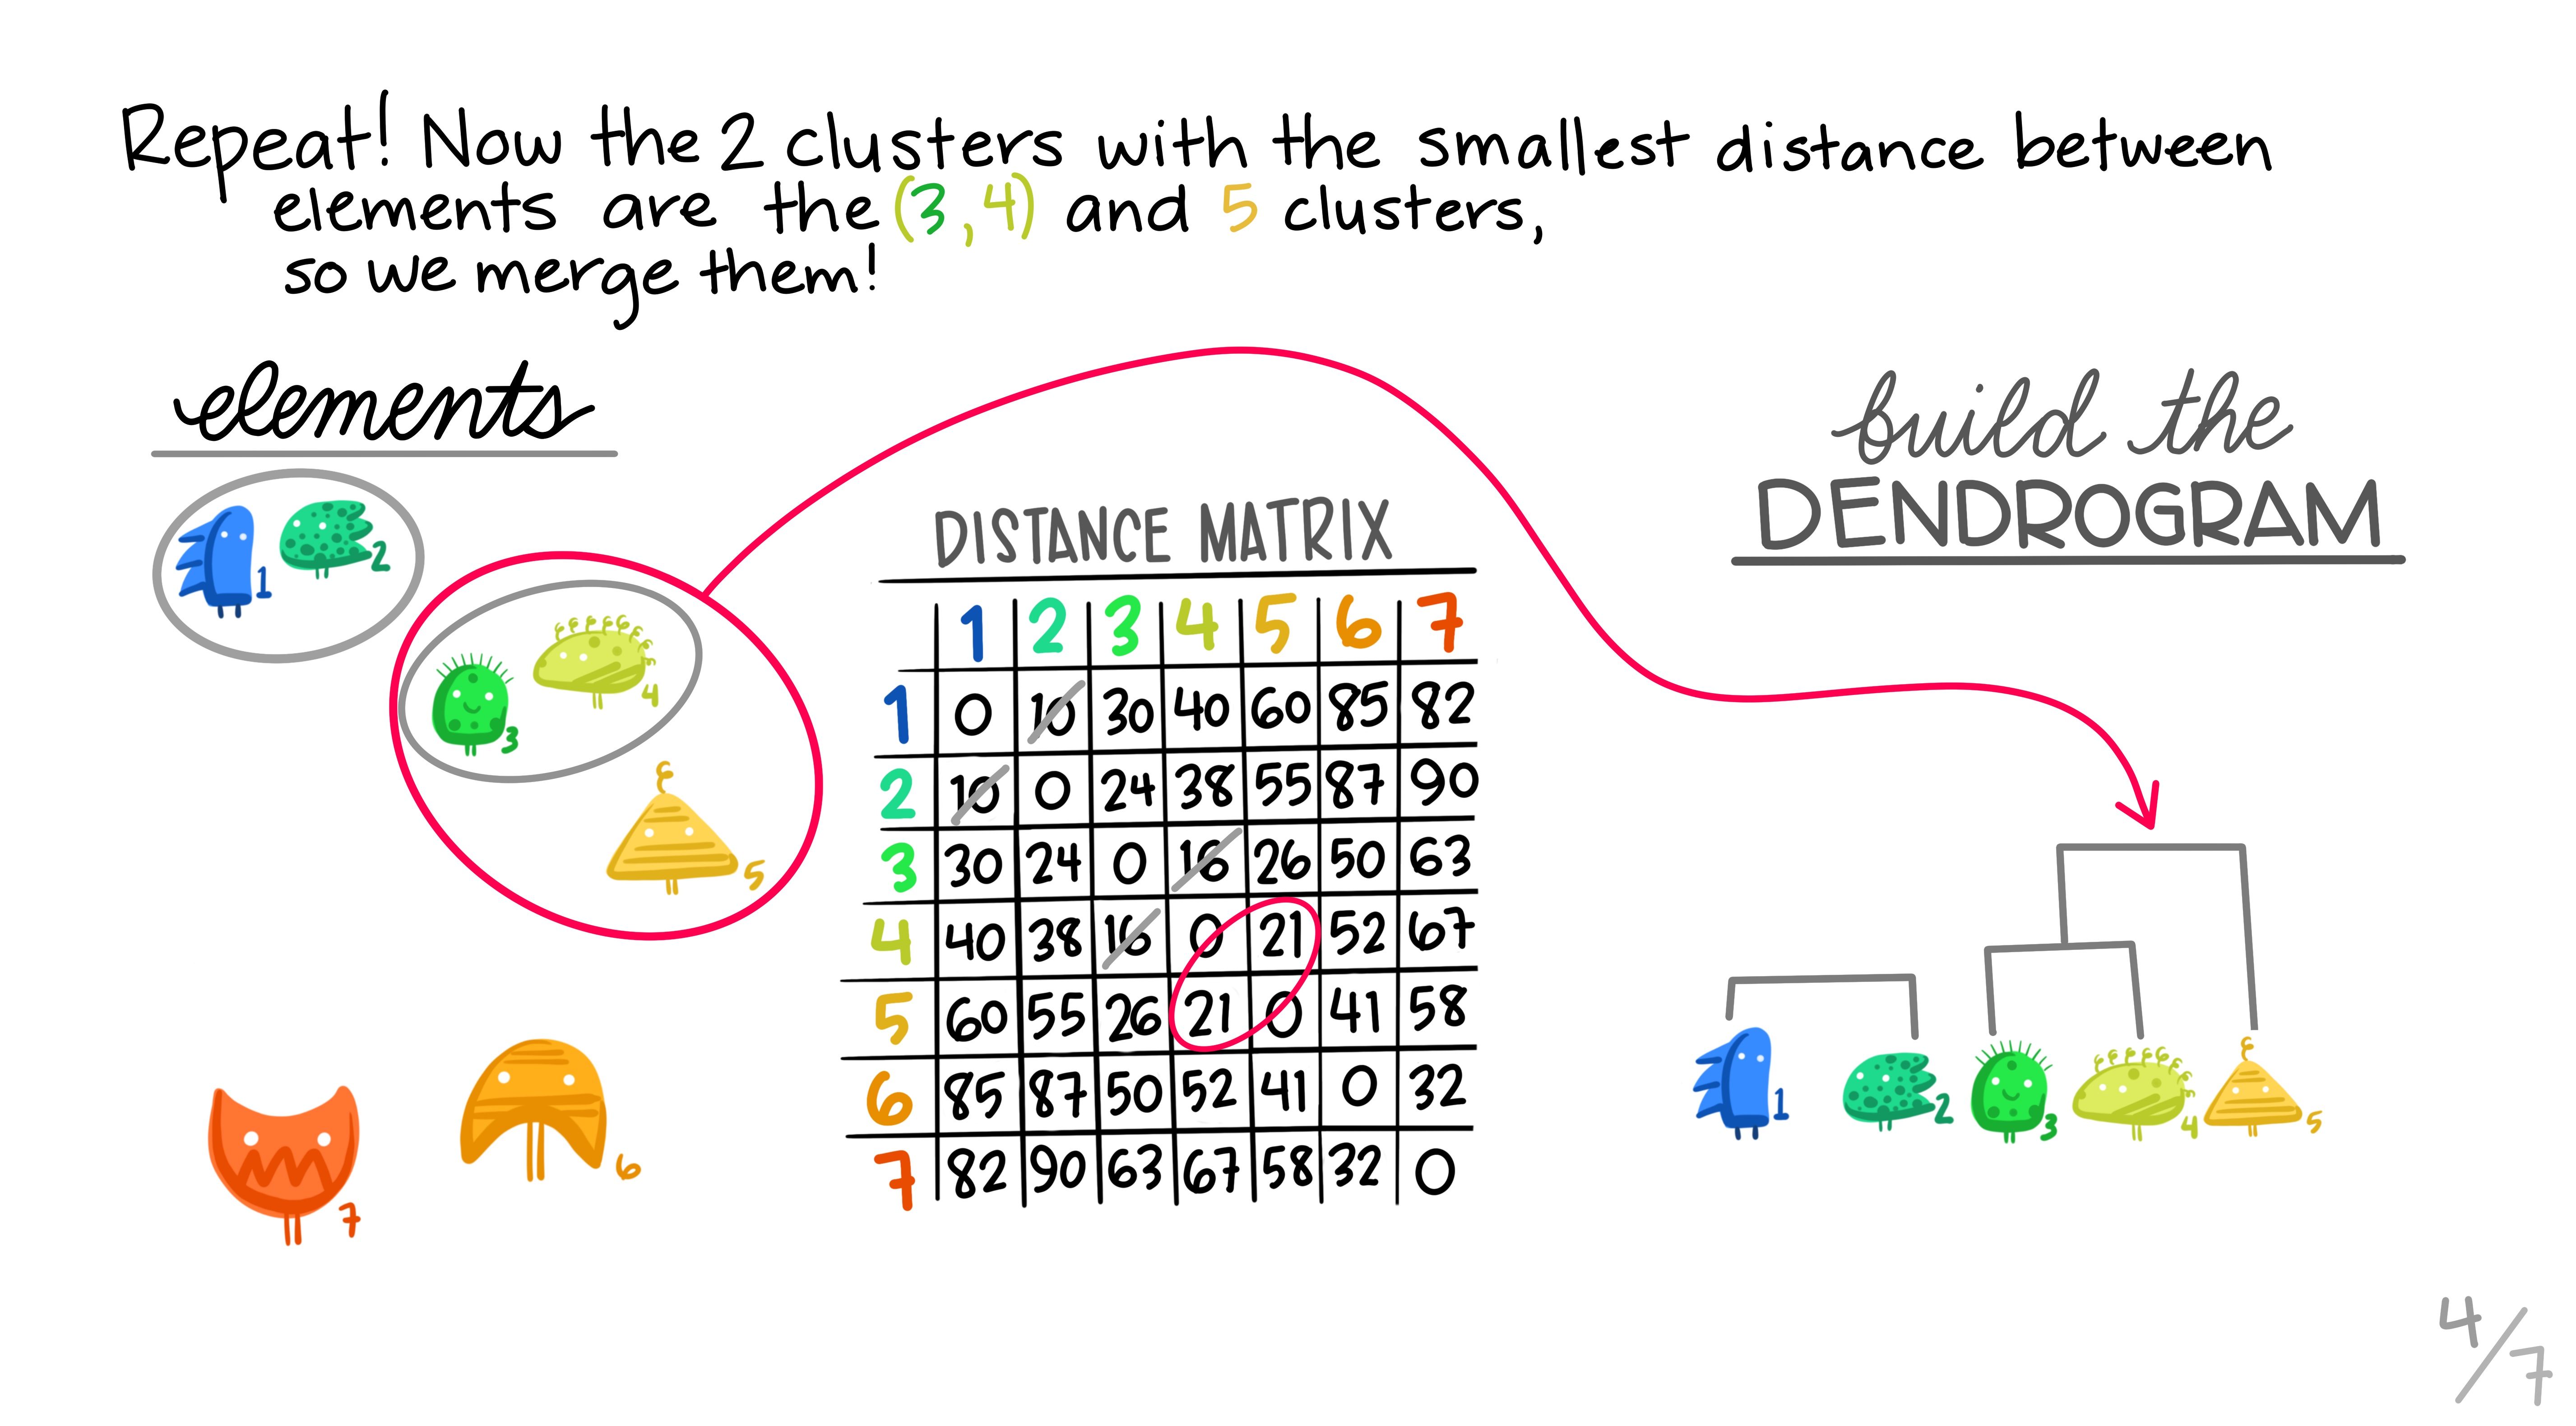 Repeat! Now the 2 clusters with the smallest distance between
elements are the (3,4) and 5 clusters,
so we merge them!
elements
1 2
3 4
5
6
7
DISTANCE MATRIX
1 2 3 4 5 6 7
1 0 10 30 40 60 85 82
2 10 0 24 38 55 87 90
3 30 24 0 16 26 50 63
4 40 38 16 0 21 52 67
5 60 55 26 21 0 41 58
6 85 87 50 52 41 0 32
7 82 90 63 67 58 32 0
build the
DENDROGRAM
1 2 3 4 5
4/7